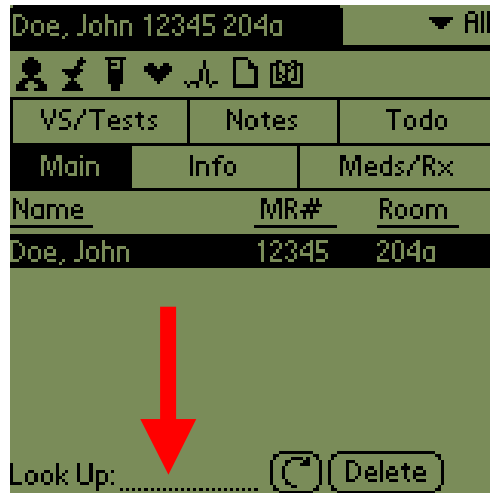 Doe, John 12345 204a All
VS/Tests Notes Todo
Main Info Meds/Rx
Name MR# Room
Doe, John 12345 204a
Look Up: Delete